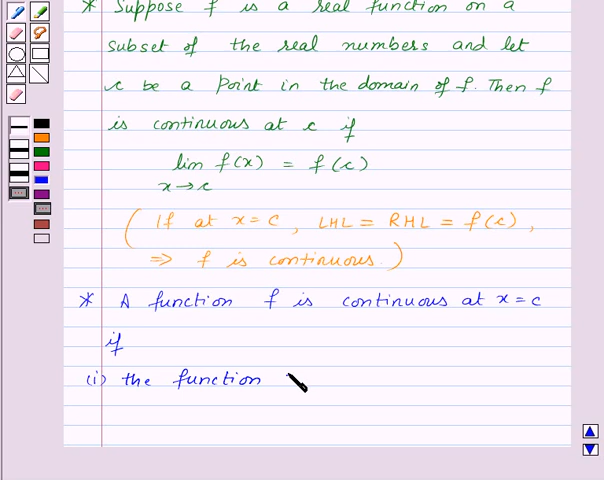 * Suppose f is a real function on a
subset of the real numbers and let
c be a point in the domain of f. Then f
is continuous at c if
lim f(x) = f(c)
x→c
( If at x=c, LHL = RHL = f(c),
⇒ f is continuous. )
* A function f is continuous at x=c
if
(i) the function